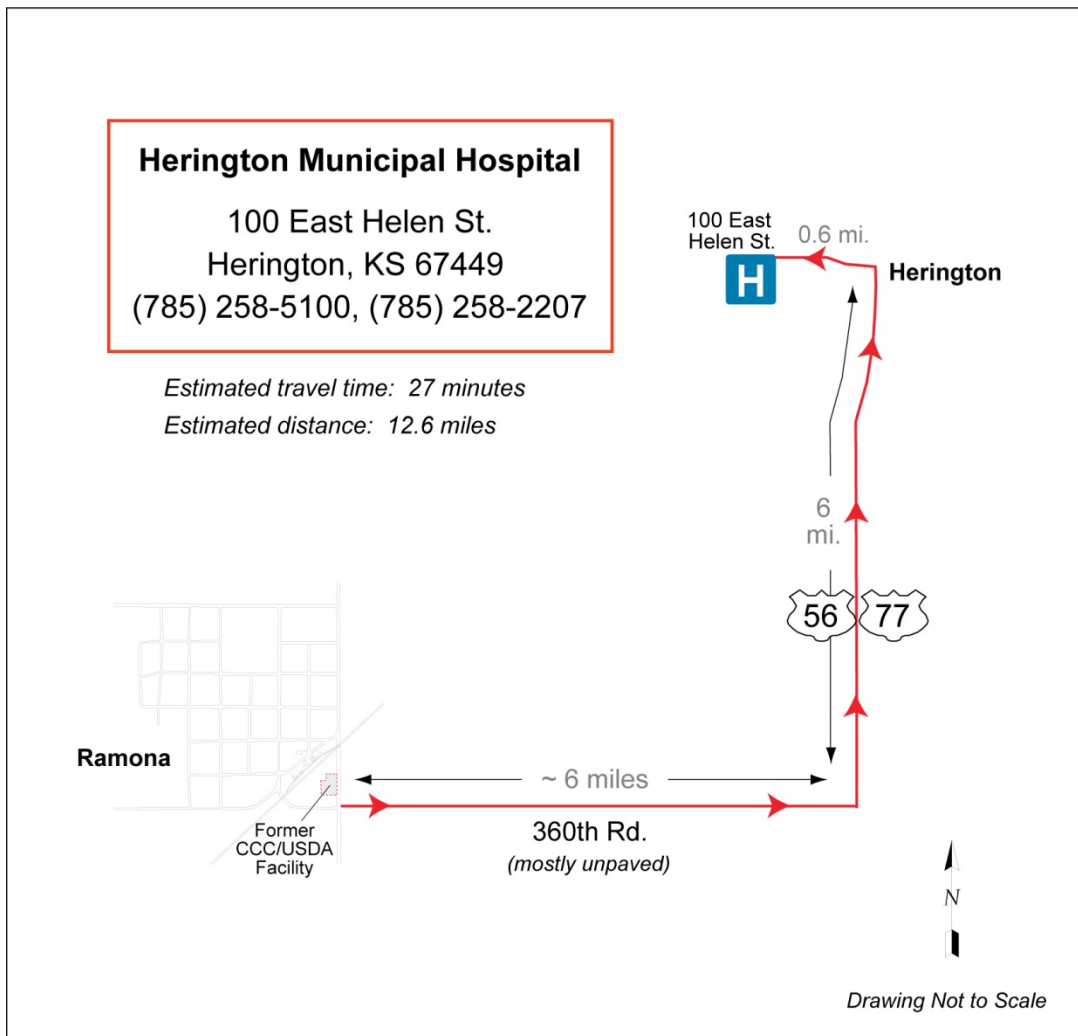 Herington Municipal Hospital
100 East Helen St.
Herington, KS 67449
(785) 258-5100, (785) 258-2207
Estimated travel time: 27 minutes
Estimated distance: 12.6 miles
100 East
Helen St.
0.6 mi.
H
Herington
6
mi.
56
77
Ramona
~ 6 miles
Former
CCC/USDA
Facility
360th Rd.
(mostly unpaved)
N
Drawing Not to Scale